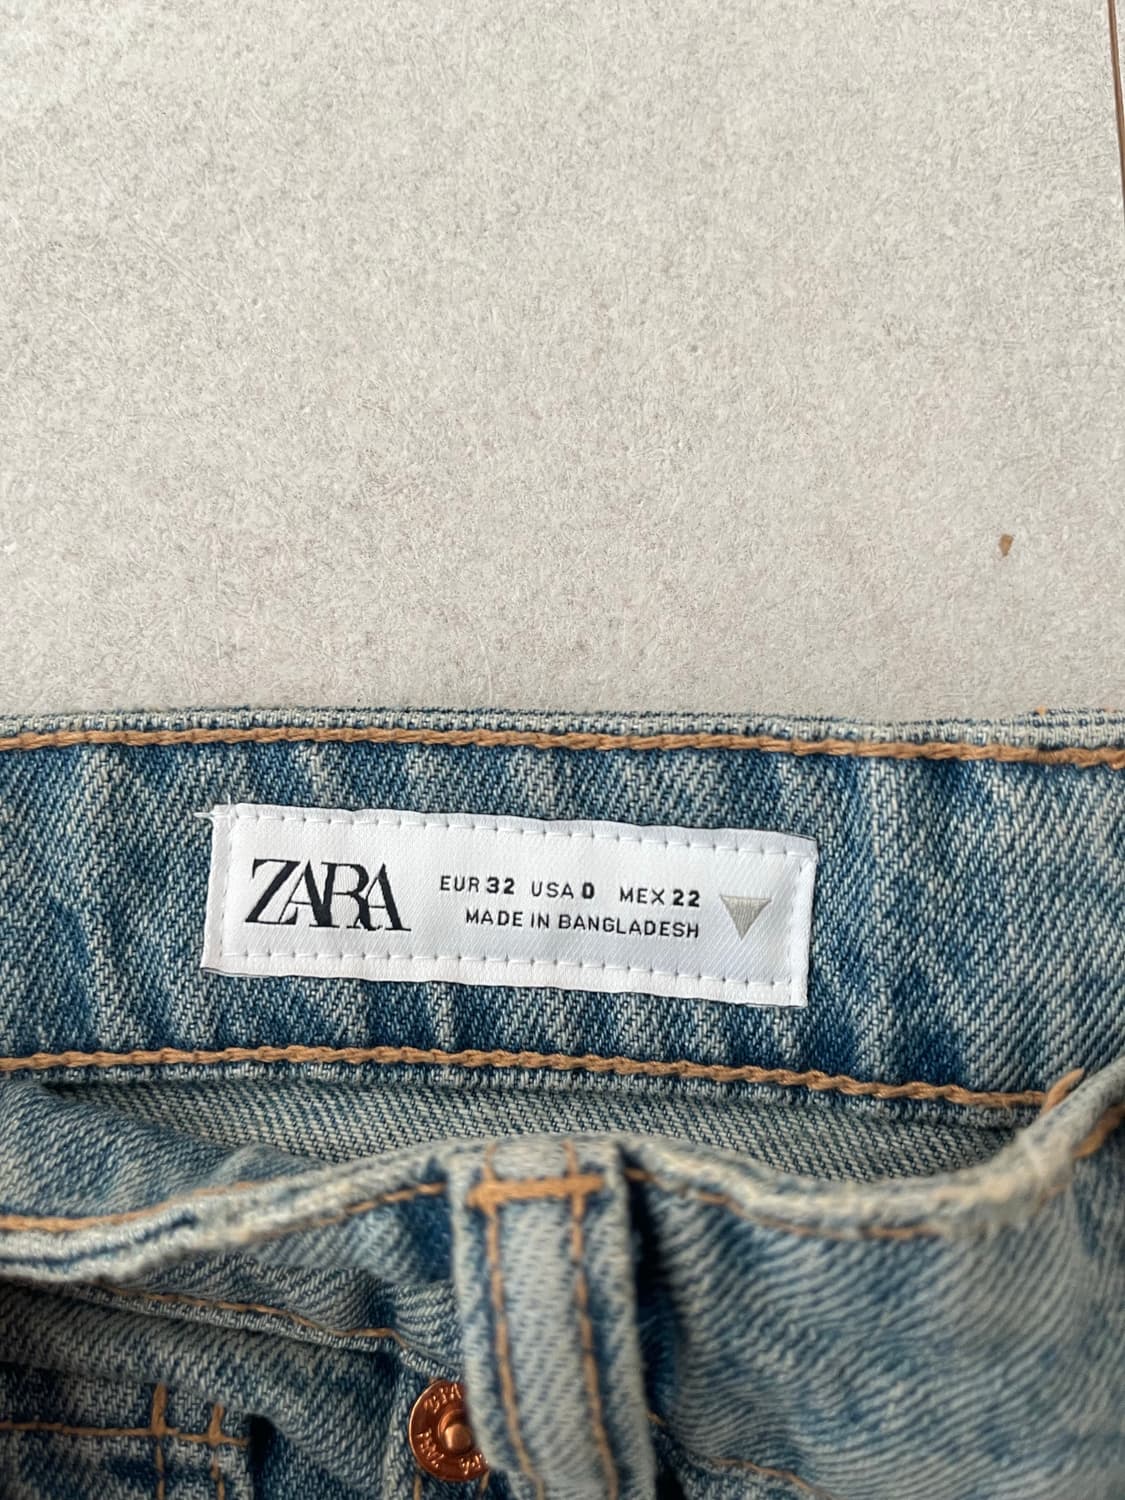 ZARA
EUR 32 USA 0 MEX 22
MADE IN BANGLADESH